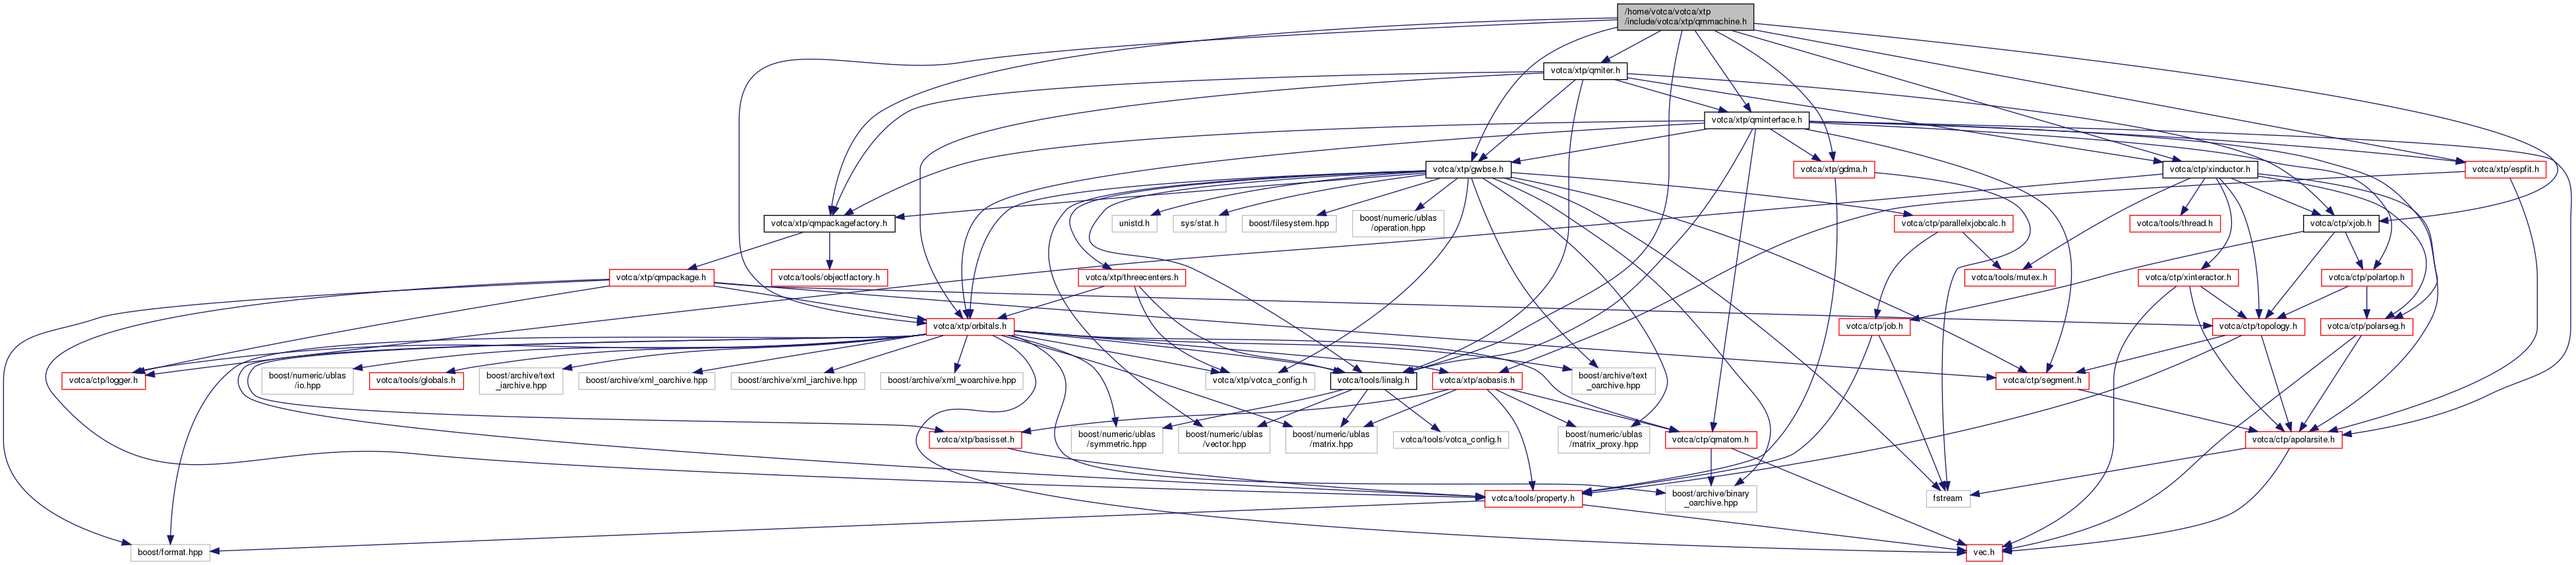 /home/votca/votca/xtp
/include/votca/xtp/qmmachine.h
votca/xtp/qmiter.h
votca/xtp/qminterface.h
votca/xtp/gwbse.h
votca/xtp/gdma.h
votca/ctp/xinductor.h
votca/xtp/espfit.h
votca/xtp/qmpackagefactory.h
unistd.h
sys/stat.h
boost/filesystem.hpp
boost/numeric/ublas
/operation.hpp
votca/ctp/parallelxjobcalc.h
votca/tools/thread.h
votca/ctp/xjob.h
votca/xtp/qmpackage.h
votca/tools/objectfactory.h
votca/xtp/threecenters.h
votca/tools/mutex.h
votca/ctp/xinteractor.h
votca/ctp/polartop.h
votca/xtp/orbitals.h
votca/ctp/job.h
votca/ctp/topology.h
votca/ctp/polarseg.h
votca/ctp/logger.h
boost/numeric/ublas
/io.hpp
votca/tools/globals.h
boost/archive/text
_iarchive.hpp
boost/archive/xml_oarchive.hpp
boost/archive/xml_iarchive.hpp
boost/archive/xml_woarchive.hpp
votca/xtp/votca_config.h
votca/tools/linalg.h
votca/xtp/aobasis.h
boost/archive/text
_oarchive.hpp
votca/ctp/segment.h
votca/xtp/basisset.h
boost/numeric/ublas
/symmetric.hpp
boost/numeric/ublas
/vector.hpp
boost/numeric/ublas
/matrix.hpp
votca/tools/votca_config.h
boost/numeric/ublas
/matrix_proxy.hpp
votca/ctp/qmatom.h
votca/ctp/apolarsite.h
votca/tools/property.h
boost/archive/binary
_oarchive.hpp
fstream
boost/format.hpp
vec.h